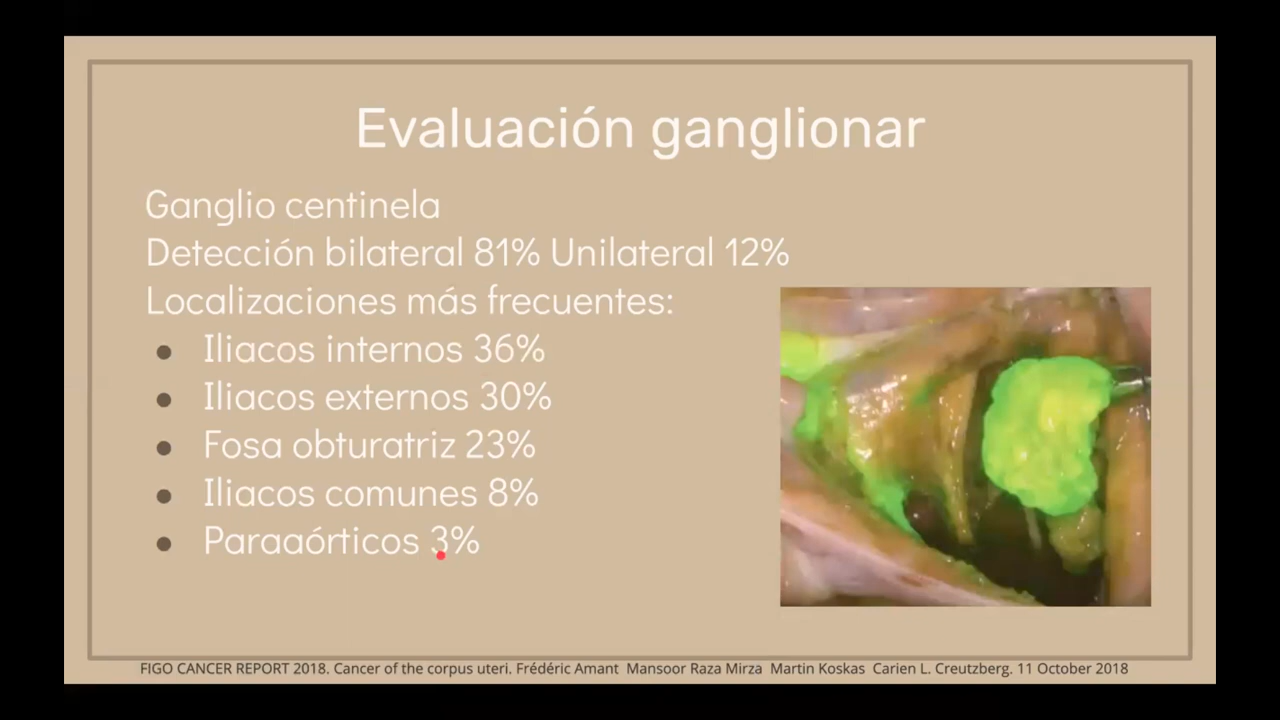 Evaluación ganglionar
Ganglio centinela
Detección bilateral 81% Unilateral 12%
Localizaciones más frecuentes:
● Iliacos internos 36%
● Iliacos externos 30%
● Fosa obturatriz 23%
● Iliacos comunes 8%
● Paraaórticos 3%
FIGO CANCER REPORT 2018. Cancer of the corpus uteri. Frédéric Amant Mansoor Raza Mirza Martin Koskas Carien L. Creutzberg. 11 October 2018